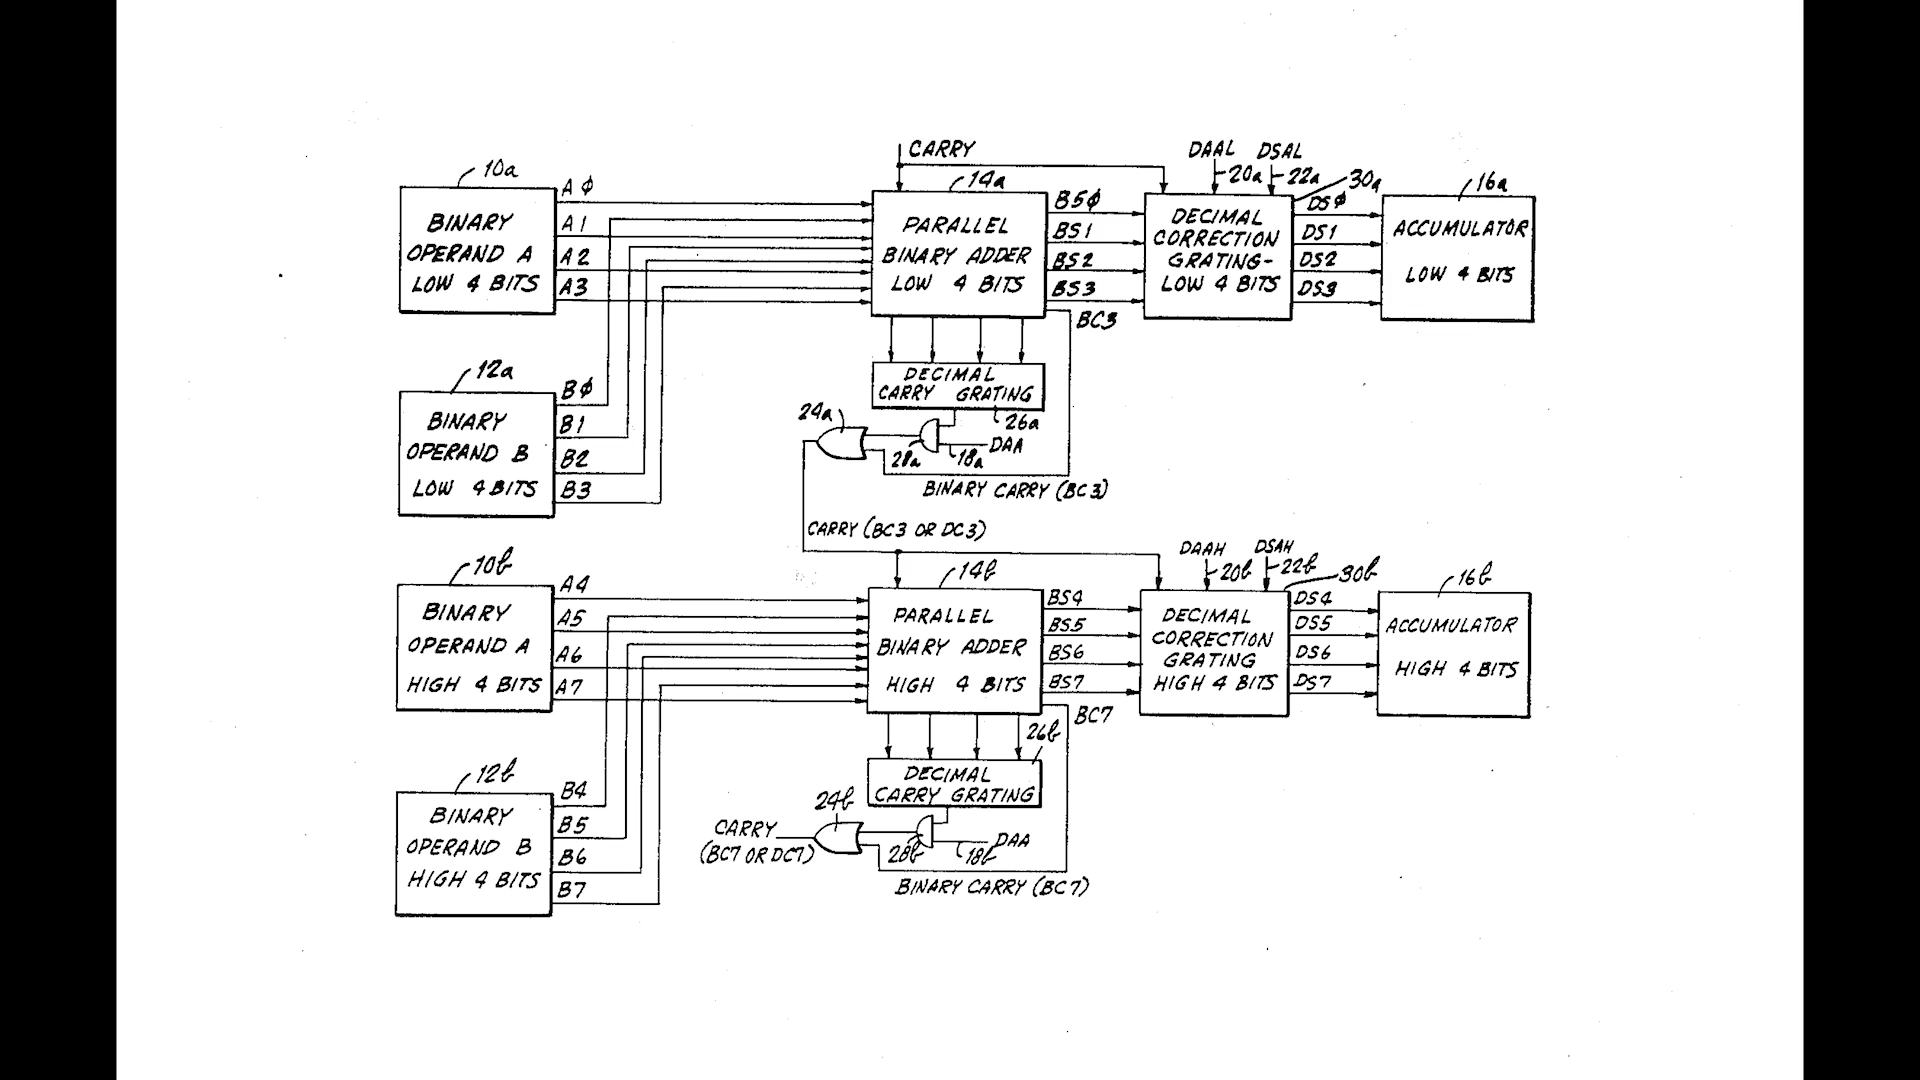 CARRY
DAAL
DSAL
10a
14a
20a
22a
30a
16a
AØ
BINARY
OPERAND A
LOW 4 BITS
A1
A2
A3
PARALLEL
BINARY ADDER
LOW 4 BITS
BSØ
BS1
BS2
BS3
BC3
DECIMAL
CORRECTION
GRATING-
LOW 4 BITS
DSØ
DS1
DS2
DS3
ACCUMULATOR
LOW 4 BITS
12a
BINARY
OPERAND B
LOW 4 BITS
BØ
B1
B2
B3
DECIMAL
CARRY GRATING
24a
26a
28a
18a
DAA
BINARY CARRY (BC3)
CARRY (BC3 OR DC3)
DAAH
DSAH
10b
14b
20b
22b
30b
16b
BINARY
OPERAND A
HIGH 4 BITS
A4
A5
A6
A7
PARALLEL
BINARY ADDER
HIGH 4 BITS
BS4
BS5
BS6
BS7
BC7
DECIMAL
CORRECTION
GRATING
HIGH 4 BITS
DS4
DS5
DS6
DS7
ACCUMULATOR
HIGH 4 BITS
12b
BINARY
OPERAND B
HIGH 4 BITS
B4
B5
B6
B7
26b
DECIMAL
CARRY GRATING
24b
CARRY
(BC7 OR DC7)
28b
18b
DAA
BINARY CARRY (BC7)